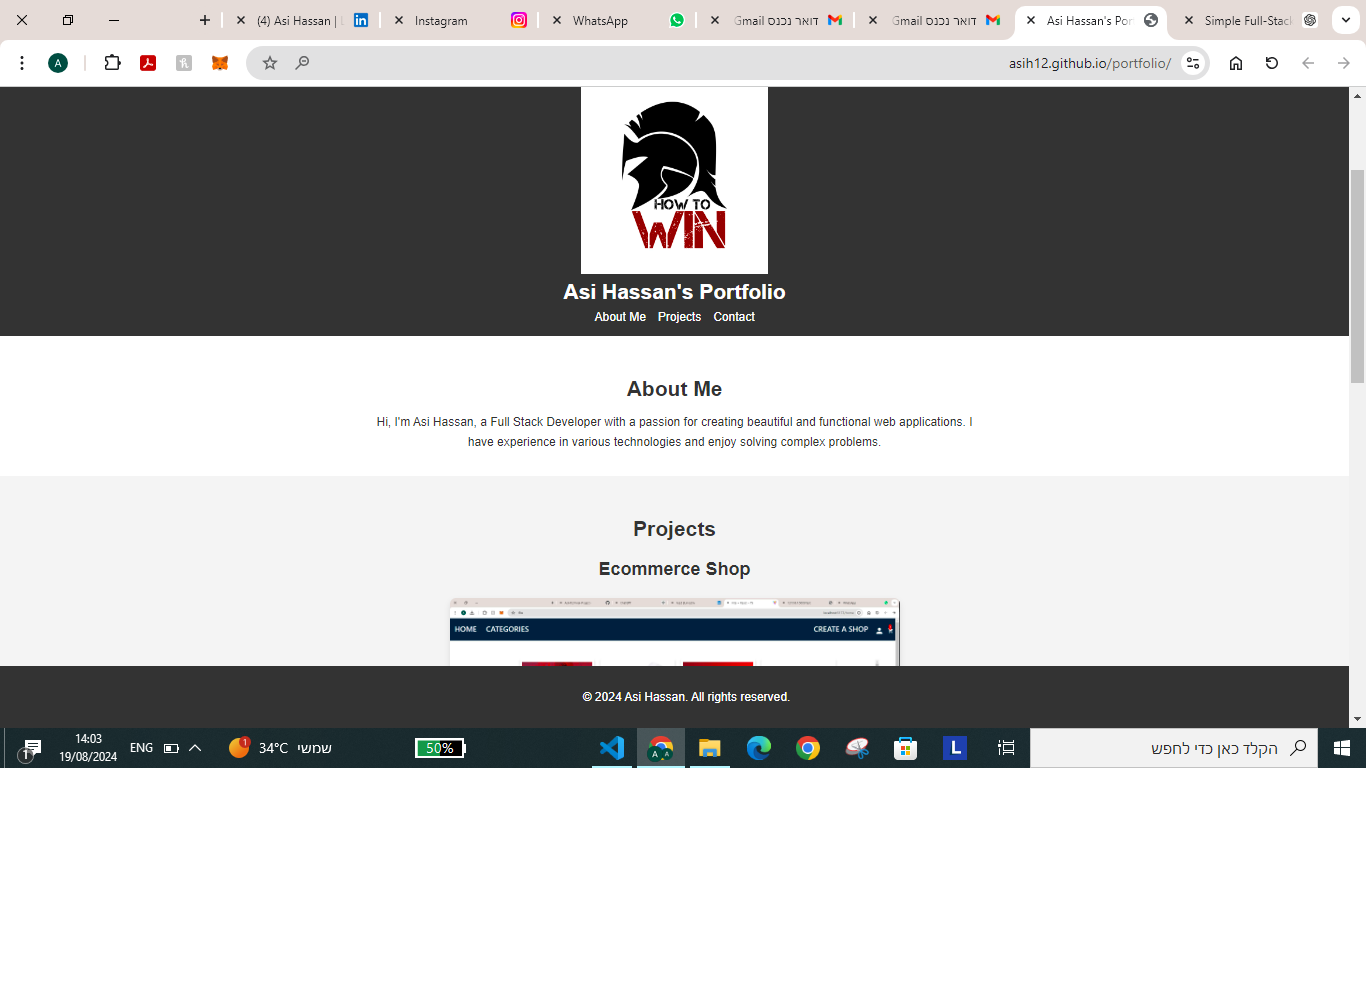 (4) Asi Hassan |
Instagram
WhatsApp
דואר נכנס Gmail
דואר נכנס Gmail
Asi Hassan's Por
Simple Full-Stac
A
asih12.github.io/portfolio/
HOW TO
WIN
Asi Hassan's Portfolio
About Me Projects Contact
About Me
Hi, I'm Asi Hassan, a Full Stack Developer with a passion for creating beautiful and functional web applications. I
have experience in various technologies and enjoy solving complex problems.
Projects
Ecommerce Shop
HOME CATEGORIES CREATE A SHOP
© 2024 Asi Hassan. All rights reserved.
1
14:03
19/08/2024
ENG
1
34°C שמשי
50%
A A
L
הקלד כאן כדי לחפש